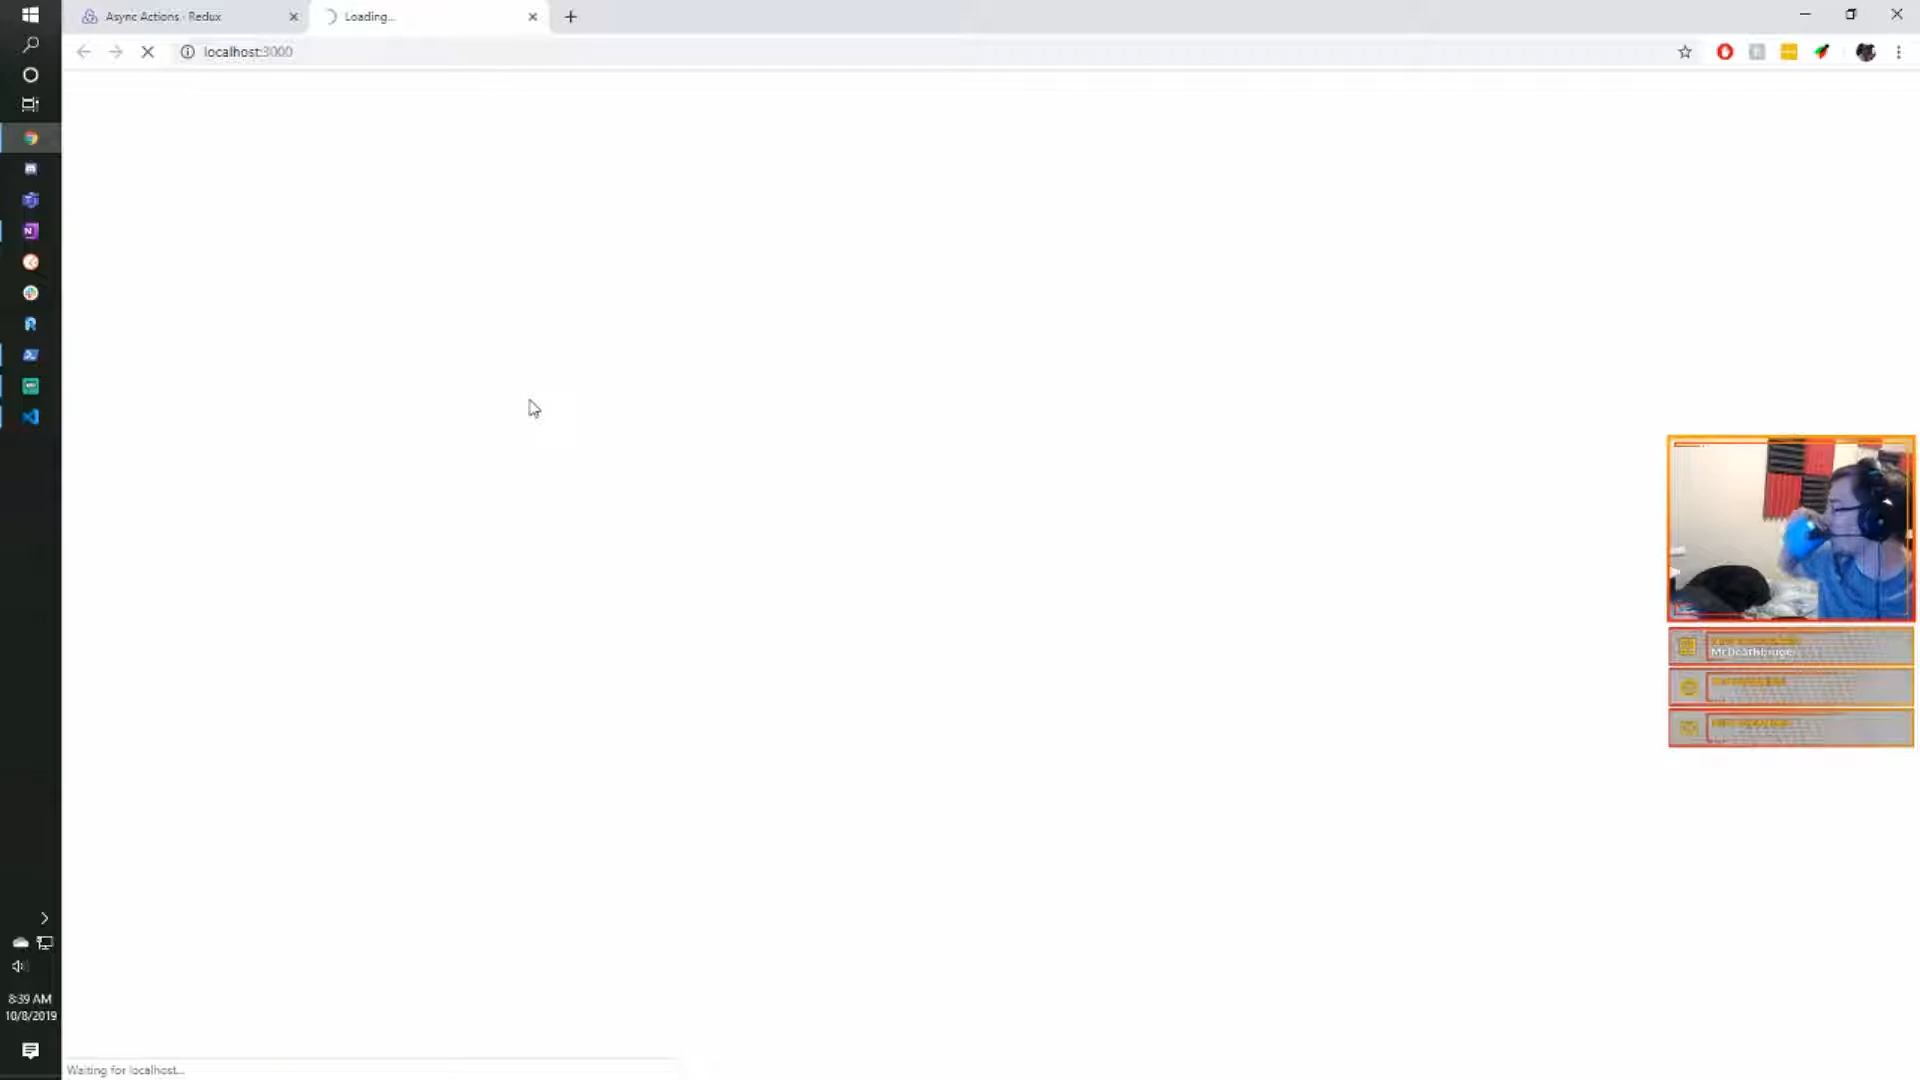 Async Actions · Redux
Loading...
localhost:3000
8:39 AM
10/8/2019
Waiting for localhost...